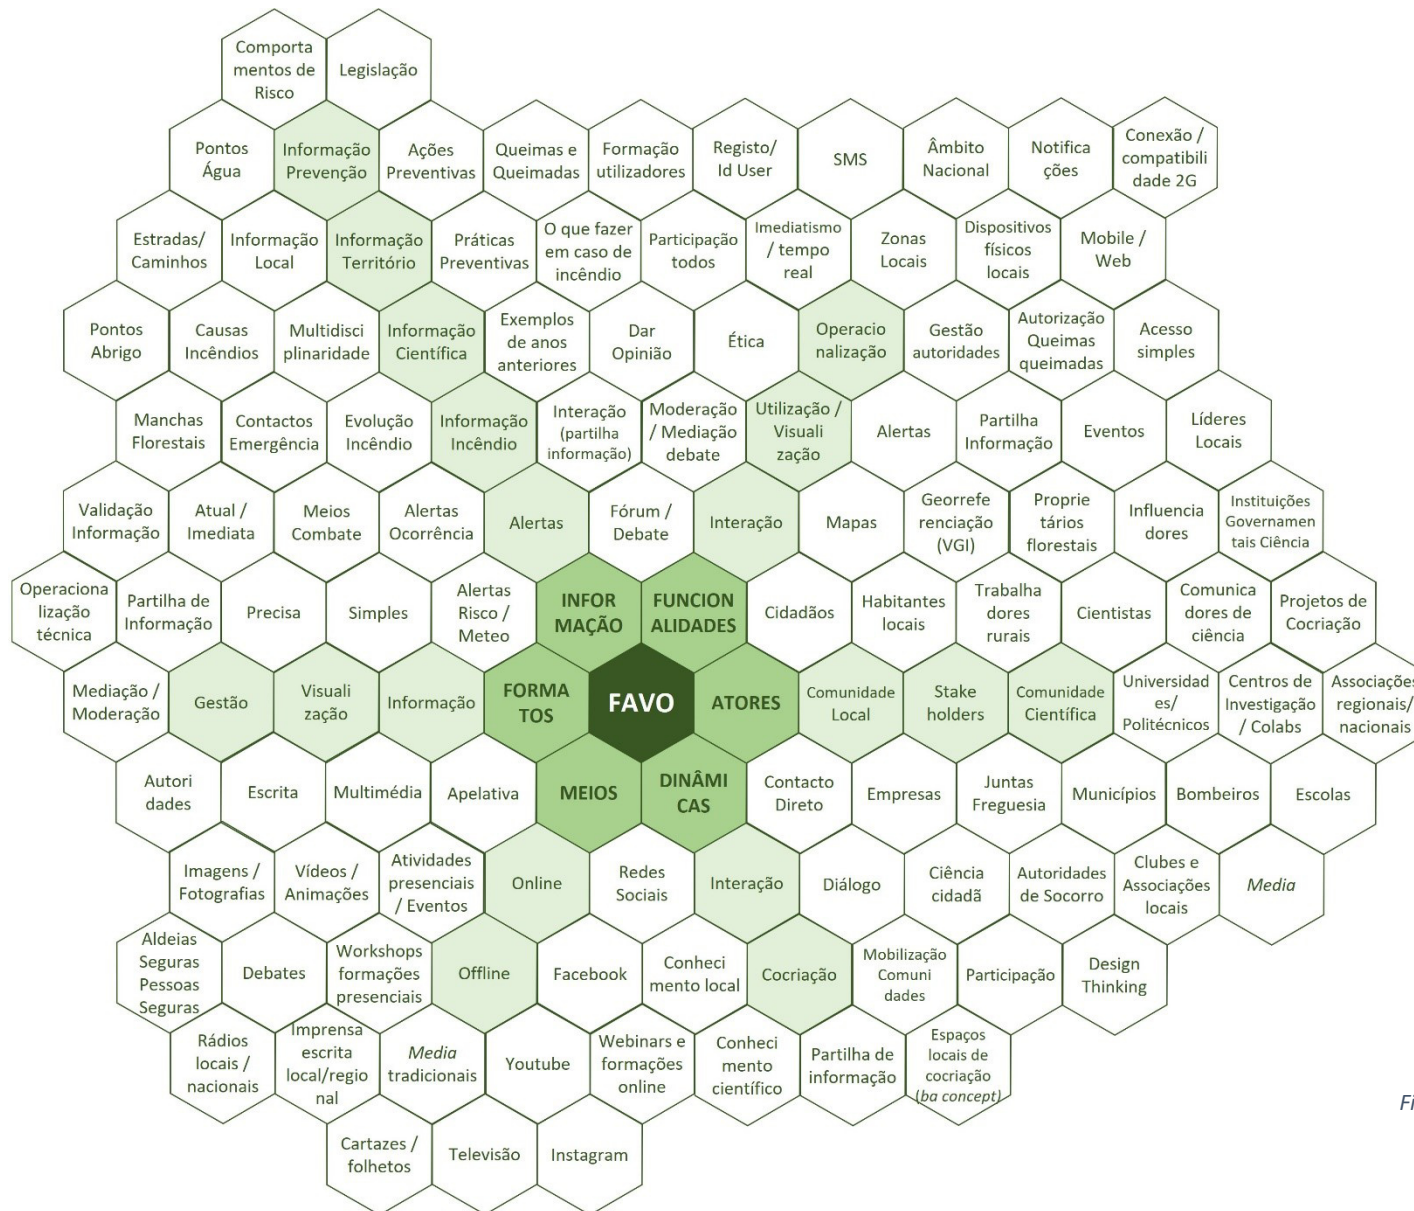 Comporta
mentos de
Risco
Legislação
Pontos
Água
Informação
Prevenção
Ações
Preventivas
Queimas e
Queimadas
Formação
utilizadores
Registo/
Id User
SMS
Âmbito
Nacional
Notifica
ções
Conexão /
compatibili
dade 2G
Estradas/
Caminhos
Informação
Local
Informação
Território
Práticas
Preventivas
O que fazer
em caso de
incêndio
Participação
todos
Imediatismo
/ tempo
real
Zonas
Locais
Dispositivos
físicos
locais
Mobile /
Web
Pontos
Abrigo
Causas
Incêndios
Multidisci
plinaridade
Informação
Científica
Exemplos
de anos
anteriores
Dar
Opinião
Ética
Operacio
nalização
Gestão
autoridades
Autorização
Queimas
queimadas
Acesso
simples
Manchas
Florestais
Contactos
Emergência
Evolução
Incêndio
Informação
Incêndio
Interação
(partilha
informação)
Moderação
/ Mediação
debate
Utilização /
Visuali
zação
Alertas
Partilha
Informação
Eventos
Líderes
Locais
Validação
Informação
Atual /
Imediata
Meios
Combate
Alertas
Ocorrência
Alertas
Fórum /
Debate
Interação
Mapas
Georrefe
renciação
(VGI)
Proprie
tários
florestais
Influencia
dores
Instituições
Governamen
tais Ciência
Operaciona
lização
técnica
Partilha de
Informação
Precisa
Simples
Alertas
Risco /
Meteo
INFOR
MAÇÃO
FUNCION
ALIDADES
Cidadãos
Habitantes
locais
Trabalha
dores
rurais
Cientistas
Comunica
dores de
ciência
Projetos de
Cocriação
Mediação /
Moderação
Gestão
Visuali
zação
Informação
FORMA
TOS
FAVO
ATORES
Comunidade
Local
Stake
holders
Comunidade
Científica
Universidad
es/
Politécnicos
Centros de
Investigação
/ Colabs
Associações
regionais/
nacionais
Autori
dades
Escrita
Multimédia
Apelativa
MEIOS
DINÂMI
CAS
Contacto
Direto
Empresas
Juntas
Freguesia
Municípios
Bombeiros
Escolas
Imagens /
Fotografias
Vídeos /
Animações
Atividades
presenciais
/ Eventos
Online
Redes
Sociais
Interação
Diálogo
Ciência
cidadã
Autoridades
de Socorro
Clubes e
Associações
locais
Media
Aldeias
Seguras
Pessoas
Seguras
Debates
Workshops
formações
presenciais
Offline
Facebook
Conheci
mento local
Cocriação
Mobilização
Comuni
dades
Participação
Design
Thinking
Rádios
locais /
nacionais
Imprensa
escrita
local/regio
nal
Media
tradicionais
Youtube
Webinars e
formações
online
Conheci
mento
científico
Partilha de
informação
Espaços
locais de
cocriação
(ba concept)
Fi
Cartazes /
folhetos
Televisão
Instagram